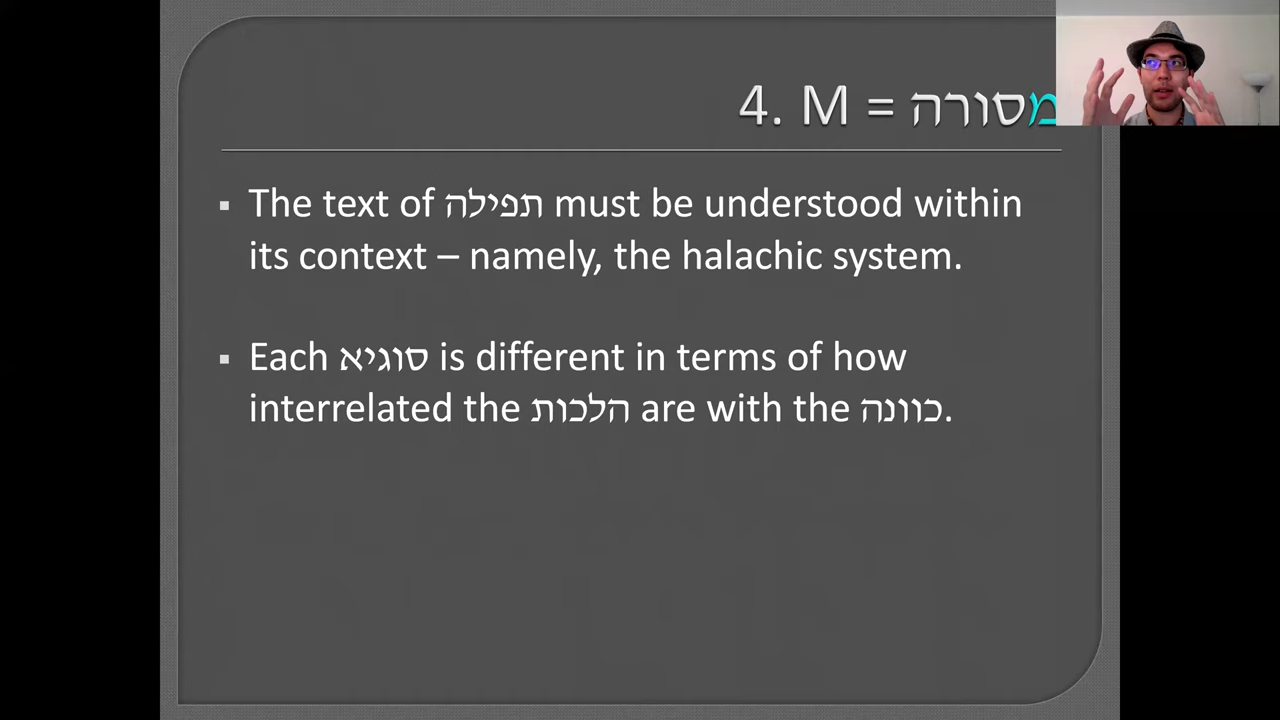 4. M = מסורה
▪ The text of תפילה must be understood within
its context – namely, the halachic system.
▪ Each סוגיא is different in terms of how
interrelated the הלכות are with the כוונה.